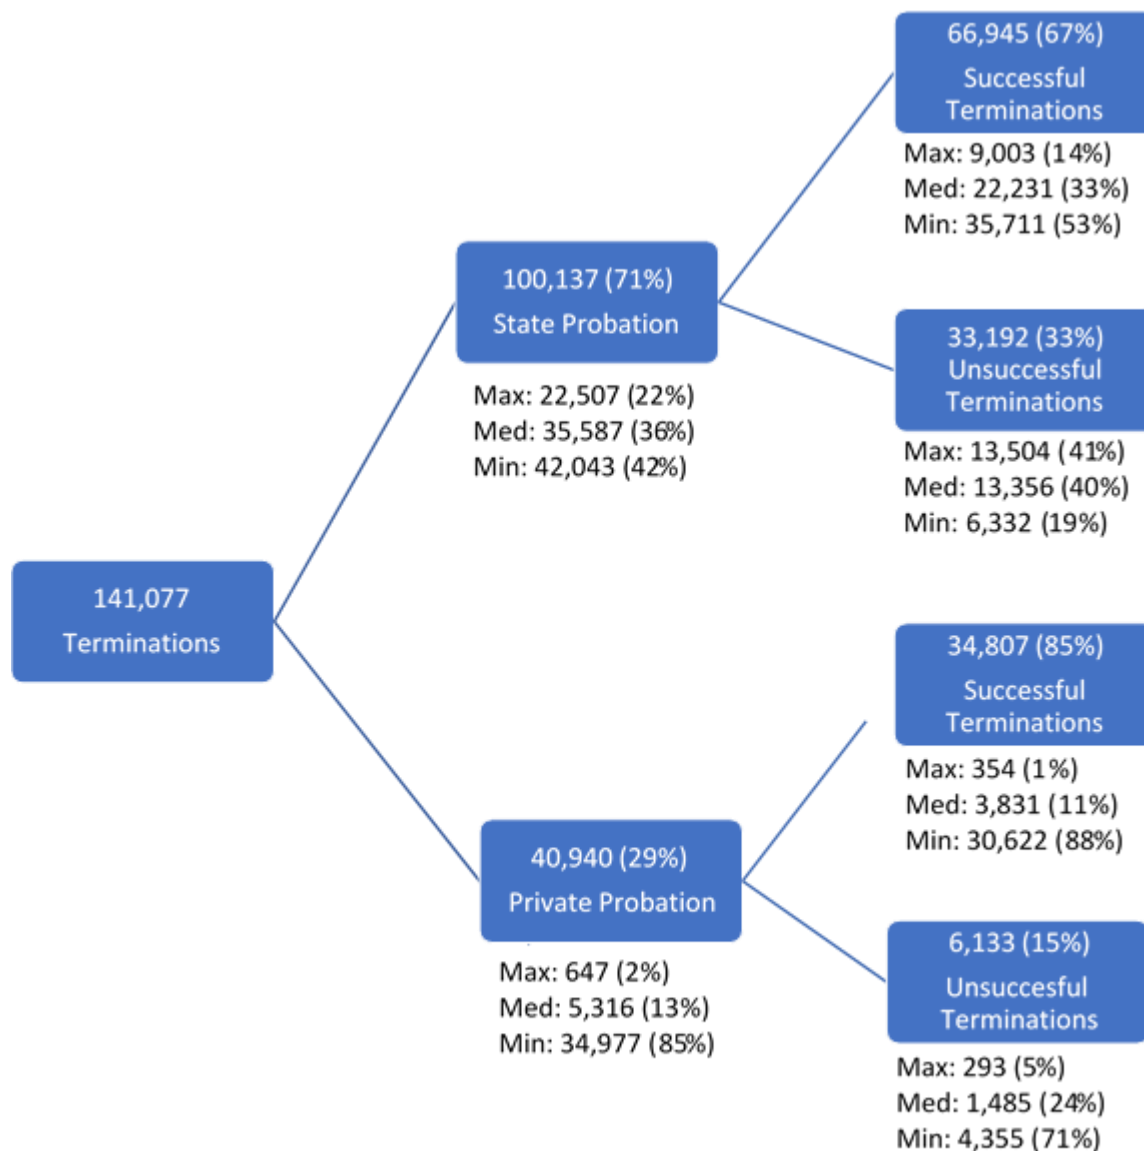 66,945 (67%)
Successful
Terminations
Max: 9,003 (14%)
Med: 22,231 (33%)
Min: 35,711 (53%)
100,137 (71%)
State Probation
Max: 22,507 (22%)
Med: 35,587 (36%)
Min: 42,043 (42%)
33,192 (33%)
Unsuccessful
Terminations
Max: 13,504 (41%)
Med: 13,356 (40%)
Min: 6,332 (19%)
141,077
Terminations
34,807 (85%)
Successful
Terminations
Max: 354 (1%)
Med: 3,831 (11%)
Min: 30,622 (88%)
40,940 (29%)
Private Probation
Max: 647 (2%)
Med: 5,316 (13%)
Min: 34,977 (85%)
6,133 (15%)
Unsuccesful
Terminations
Max: 293 (5%)
Med: 1,485 (24%)
Min: 4,355 (71%)